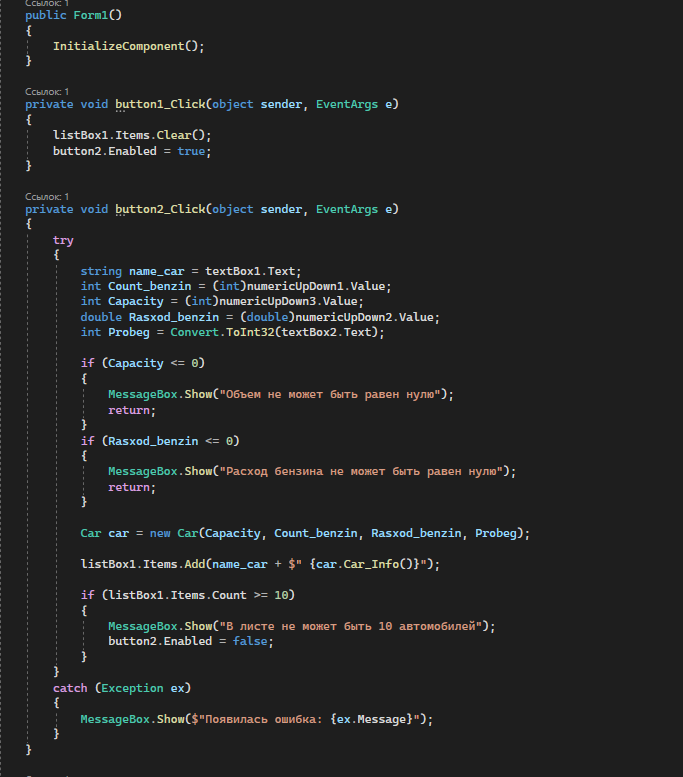 Ссылок: 1
public Form1()
{
    InitializeComponent();
}
Ссылок: 1
private void button1_Click(object sender, EventArgs e)
{
    listBox1.Items.Clear();
    button2.Enabled = true;
}
Ссылок: 1
private void button2_Click(object sender, EventArgs e)
{
    try
    {
        string name_car = textBox1.Text;
        int Count_benzin = (int)numericUpDown1.Value;
        int Capacity = (int)numericUpDown3.Value;
        double Rasxod_benzin = (double)numericUpDown2.Value;
        int Probeg = Convert.ToInt32(textBox2.Text);
        if (Capacity <= 0)
        {
            MessageBox.Show("Объем не может быть равен нулю");
            return;
        }
        if (Rasxod_benzin <= 0)
        {
            MessageBox.Show("Расход бензина не может быть равен нулю");
            return;
        }
        Car car = new Car(Capacity, Count_benzin, Rasxod_benzin, Probeg);
        listBox1.Items.Add(name_car + $" {car.Car_Info()}");
        if (listBox1.Items.Count >= 10)
        {
            MessageBox.Show("В листе не может быть 10 автомобилей");
            button2.Enabled = false;
        }
    }
    catch (Exception ex)
    {
        MessageBox.Show($"Появилась ошибка: {ex.Message}");
    }
}